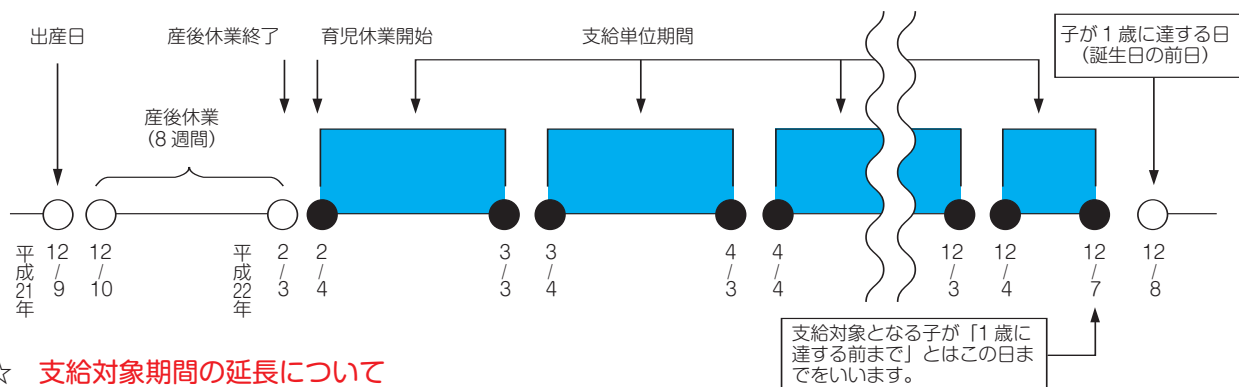 出産日
産後休業終了
育児休業開始
支給単位期間
子が1歳に達する日
（誕生日の前日）
産後休業
（8週間）
平成21年
12/9
12/10
平成22年
2/3
2/4
3/3
3/4
4/3
4/4
12/3
12/4
12/7
12/8
支給対象となる子が「1歳に
達する前まで」とはこの日ま
でをいいます。
☆ 支給対象期間の延長について